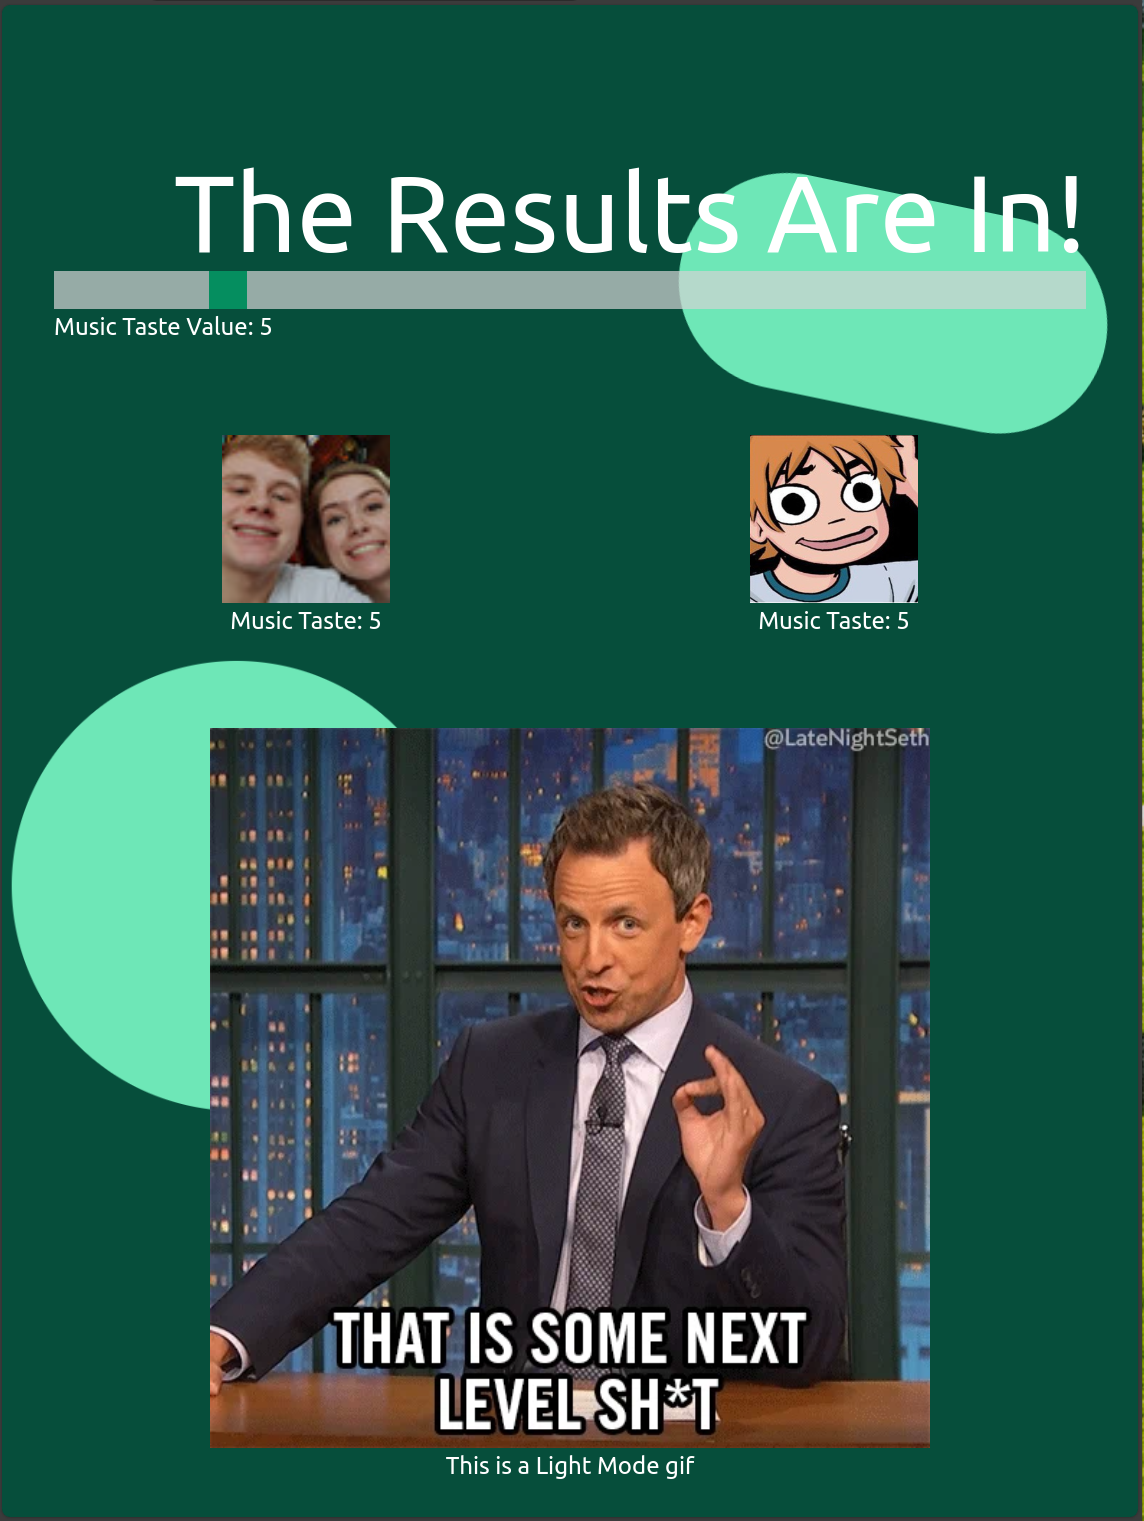 The Results Are In!
Music Taste Value: 5
Music Taste: 5
Music Taste: 5
@LateNightSeth
THAT IS SOME NEXT
LEVEL SH*T
This is a Light Mode gif